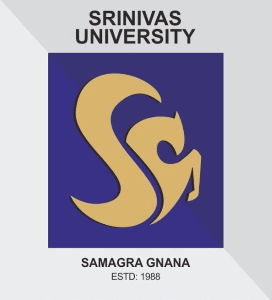 SRINIVAS
UNIVERSITY
SAMAGRA GNANA
ESTD: 1988